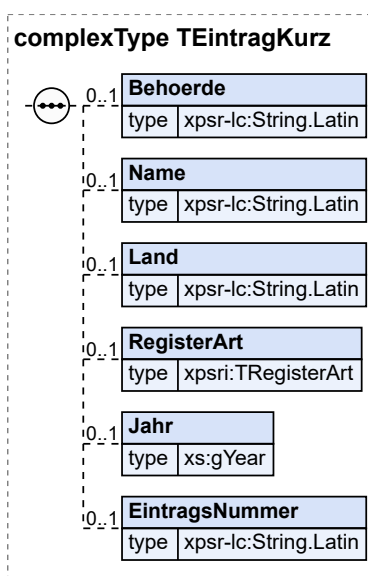 complexType TEintragKurz
0..1 Behoerde
type xpsr-lc:String.Latin
0..1 Name
type xpsr-lc:String.Latin
0..1 Land
type xpsr-lc:String.Latin
0..1 RegisterArt
type xpsri:TRegisterArt
0..1 Jahr
type xs:gYear
0..1 EintragsNummer
type xpsr-lc:String.Latin